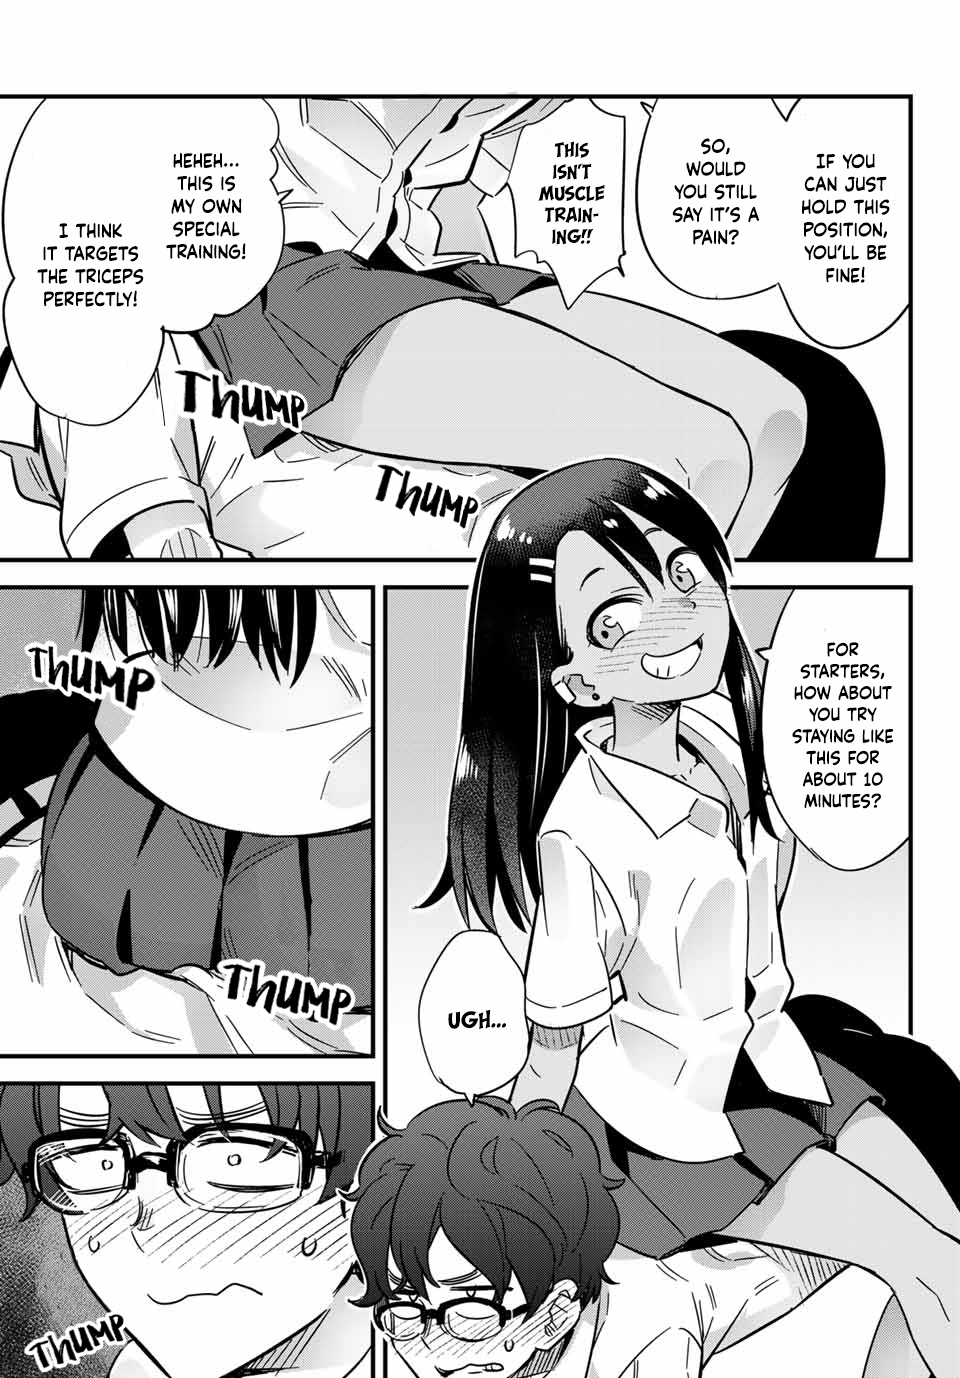 IF YOU
CAN JUST
HOLD THIS
POSITION,
YOU'LL BE
FINE!
SO,
WOULD
YOU STILL
SAY IT'S A
PAIN?
THIS
ISN'T
MUSCLE
TRAIN-
ING!!
HEHEH...
THIS IS
MY OWN
SPECIAL
TRAINING!
I THINK
IT TARGETS
THE TRICEPS
PERFECTLY!
THUMP
THUMP
FOR
STARTERS,
HOW ABOUT
YOU TRY
STAYING LIKE
THIS FOR
ABOUT 10
MINUTES?
UGH...
THUMP
THUMP
THUMP